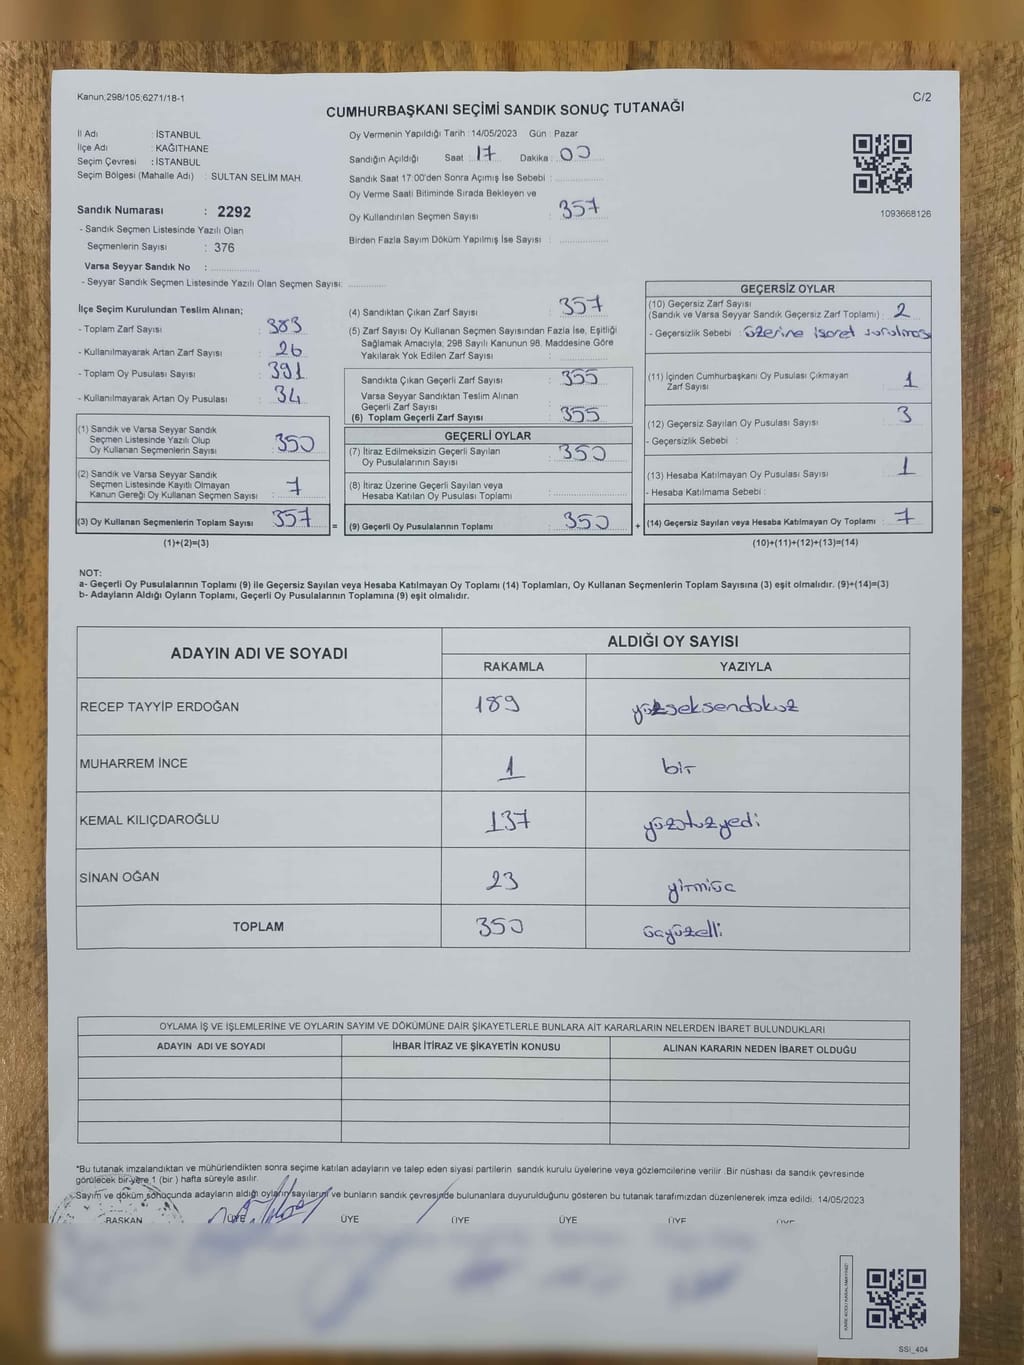 Kanun;298/105;6271/18-1
C/2
CUMHURBAŞKANI SEÇİMİ SANDIK SONUÇ TUTANAĞI
İl Adı : İSTANBUL
İlçe Adı : KAĞITHANE
Seçim Çevresi : İSTANBUL
Seçim Bölgesi (Mahalle Adı) : SULTAN SELİM MAH.
Sandık Numarası : 2292
- Sandık Seçmen Listesinde Yazılı Olan
Seçmenlerin Sayısı : 376
Varsa Seyyar Sandık No :
- Seyyar Sandık Seçmen Listesinde Yazılı Olan Seçmen Sayısı:
Oy Vermenin Yapıldığı Tarih :14/05/2023 Gün : Pazar
Sandığın Açıldığı Saat : 17 Dakika : 00
Sandık Saat 17:00'den Sonra Açımış İse Sebebi :
Oy Verme Saati Bitiminde Sırada Bekleyen ve
Oy Kullandırılan Seçmen Sayısı : 357
Birden Fazla Sayım Döküm Yapılmış İse Sayısı :
1093668126
İlçe Seçim Kurulundan Teslim Alınan;
- Toplam Zarf Sayısı : 383
- Kullanılmayarak Artan Zarf Sayısı : 26
- Toplam Oy Pusulası Sayısı : 391
- Kullanılmayarak Artan Oy Pusulası : 34
(1) Sandık ve Varsa Seyyar Sandık
Seçmen Listesinde Yazılı Olup
Oy Kullanan Seçmenlerin Sayısı : 350
(2) Sandık ve Varsa Seyyar Sandık
Seçmen Listesinde Kayıtlı Olmayan
Kanun Gereği Oy Kullanan Seçmen Sayısı : 7
(3) Oy Kullanan Seçmenlerin Toplam Sayısı : 357
(1)+(2)=(3)
(4) Sandıktan Çıkan Zarf Sayısı : 357
(5) Zarf Sayısı Oy Kullanan Seçmen Sayısından Fazla İse, Eşitliği
Sağlamak Amacıyla; 298 Sayılı Kanunun 98. Maddesine Göre
Yakılarak Yok Edilen Zarf Sayısı :
Sandıkta Çıkan Geçerli Zarf Sayısı : 355
Varsa Seyyar Sandıktan Teslim Alınan
Geçerli Zarf Sayısı :
(6) Toplam Geçerli Zarf Sayısı : 355
GEÇERLİ OYLAR
(7) İtiraz Edilmeksizin Geçerli Sayılan
Oy Pusulalarının Sayısı : 350
(8) İtiraz Üzerine Geçerli Sayılan veya
Hesaba Katılan Oy Pusulası Toplamı :
= (9) Geçerli Oy Pusulalarının Toplamı : 350
GEÇERSİZ OYLAR
(10) Geçersiz Zarf Sayısı
(Sandık ve Varsa Seyyar Sandık Geçersiz Zarf Toplamı) : 2
- Geçersizlik Sebebi : üzerine işaret vurulması
(11) İçinden Cumhurbaşkanı Oy Pusulası Çıkmayan
Zarf Sayısı : 1
(12) Geçersiz Sayılan Oy Pusulası Sayısı : 3
- Geçersizlik Sebebi :
(13) Hesaba Katılmayan Oy Pusulası Sayısı : 1
- Hesaba Katılmama Sebebi :
+ (14) Geçersiz Sayılan veya Hesaba Katılmayan Oy Toplamı : 7
(10)+(11)+(12)+(13)=(14)
NOT:
a- Geçerli Oy Pusulalarının Toplamı (9) ile Geçersiz Sayılan veya Hesaba Katılmayan Oy Toplamı (14) Toplamları, Oy Kullanan Seçmenlerin Toplam Sayısına (3) eşit olmalıdır. (9)+(14)=(3)
b- Adayların Aldığı Oyların Toplamı, Geçerli Oy Pusulalarının Toplamına (9) eşit olmalıdır.
ADAYIN ADI VE SOYADI
ALDIĞI OY SAYISI
RAKAMLA YAZIYLA
RECEP TAYYİP ERDOĞAN 189 yüzseksendokuz
MUHARREM İNCE 1 bir
KEMAL KILIÇDAROĞLU 137 yüzotuzyedi
SİNAN OĞAN 23 yirmiüç
TOPLAM 350 üçyüzelli
OYLAMA İŞ VE İŞLEMLERİNE VE OYLARIN SAYIM VE DÖKÜMÜNE DAİR ŞİKAYETLERLE BUNLARA AİT KARARLARIN NELERDEN İBARET BULUNDUKLARI
ADAYIN ADI VE SOYADI İHBAR İTİRAZ VE ŞİKAYETİN KONUSU ALINAN KARARIN NEDEN İBARET OLDUĞU
*Bu tutanak imzalandıktan ve mühürlendikten sonra seçime katılan adayların ve talep eden siyasi partilerin sandık kurulu üyelerine veya gözlemcilerine verilir .Bir nüshası da sandık çevresinde
görülecek bir yere 1 (bir ) hafta süreyle asılır.
Sayım ve döküm sonucunda adayların aldığı oyların sayılarını ve bunların sandık çevresinde bulunanlara duyurulduğunu gösteren bu tutanak tarafımızdan düzenlenerek imza edildi. 14/05/2023
BAŞKAN ÜYE ÜYE ÜYE ÜYE ÜYE ÜYE
SSİ_404